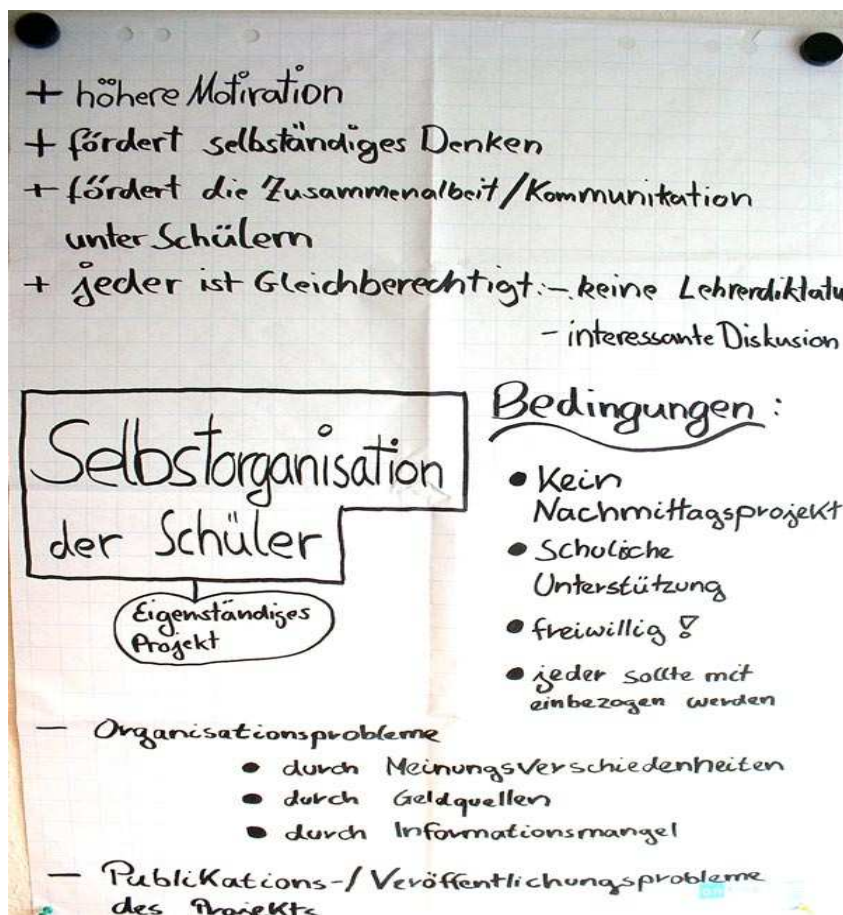 + höhere Motivation
+ fördert selbständiges Denken
+ fördert die Zusammenarbeit/Kommunikation
unter Schülern
+ jeder ist Gleichberechtigt: - keine Lehrerdiktatu
- interessante Diskusion
Selbstorganisation
der Schüler
Eigenständiges
Projekt
Bedingungen:
• Kein
Nachmittagsprojekt
• Schulische
Unterstützung
• freiwillig!
• jeder sollte mit
einbezogen werden
- Organisationsprobleme
• durch Meinungsverschiedenheiten
• durch Geldquellen
• durch Informationsmangel
- Publikations-/Veröffentlichungsprobleme
des Projekts